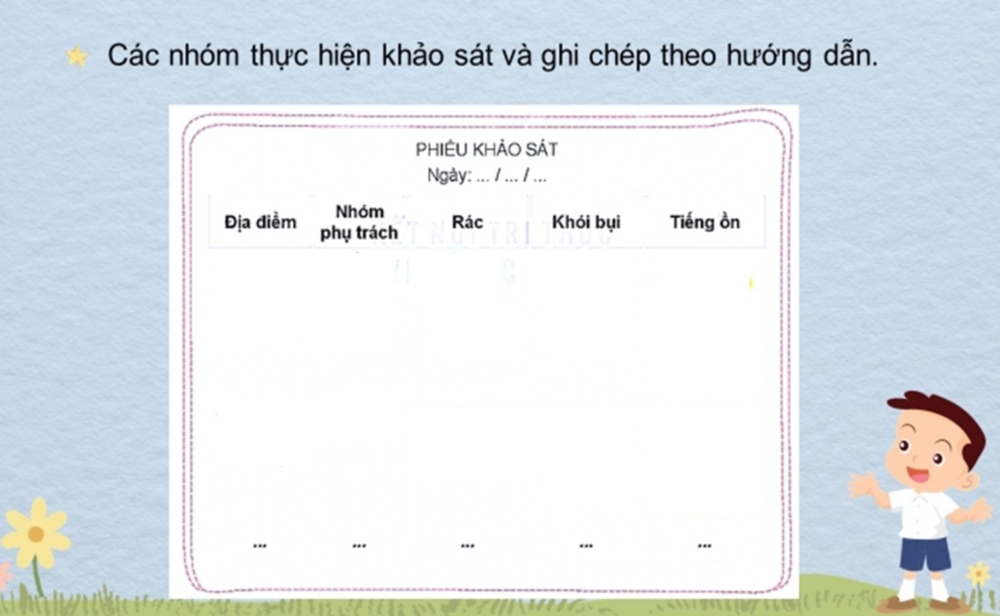 Các nhóm thực hiện khảo sát và ghi chép theo hướng dẫn.
PHIẾU KHẢO SÁT
Ngày: ... / ... / ...
Địa điểm
Nhóm
phụ trách
Rác
Khói bụi
Tiếng ồn
... ... ... ... ...